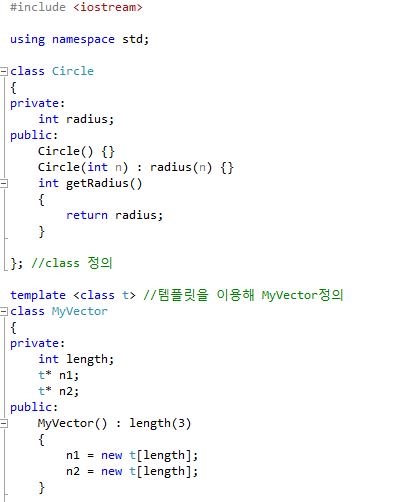 #include <iostream>
using namespace std;
class Circle
{
private:
int radius;
public:
Circle() {}
Circle(int n) : radius(n) {}
int getRadius()
{
return radius;
}
}; //class 정의
template <class t> //템플릿을 이용해 MyVector정의
class MyVector
{
private:
int length;
t* n1;
t* n2;
public:
MyVector() : length(3)
{
n1 = new t[length];
n2 = new t[length];
}